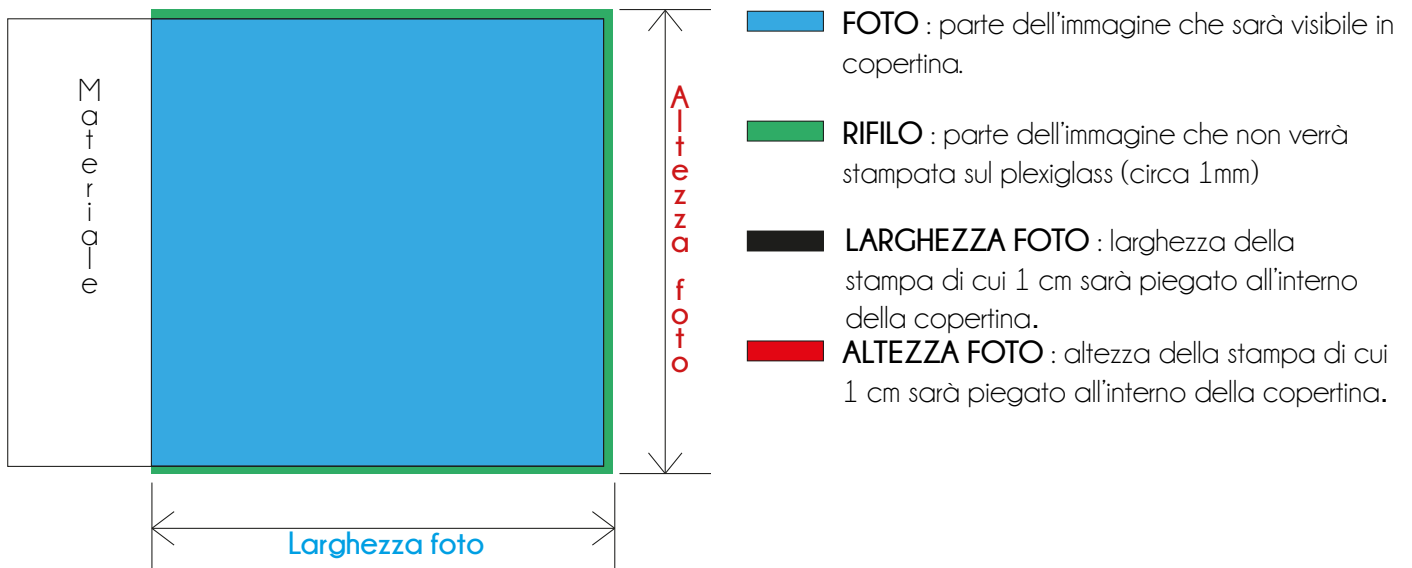 Materiale
Altezza foto
Larghezza foto
FOTO : parte dell'immagine che sarà visibile in
copertina.
RIFILO : parte dell'immagine che non verrà
stampata sul plexiglass (circa 1mm)
LARGHEZZA FOTO : larghezza della
stampa di cui 1 cm sarà piegato all'interno
della copertina.
ALTEZZA FOTO : altezza della stampa di cui
1 cm sarà piegato all'interno della copertina.